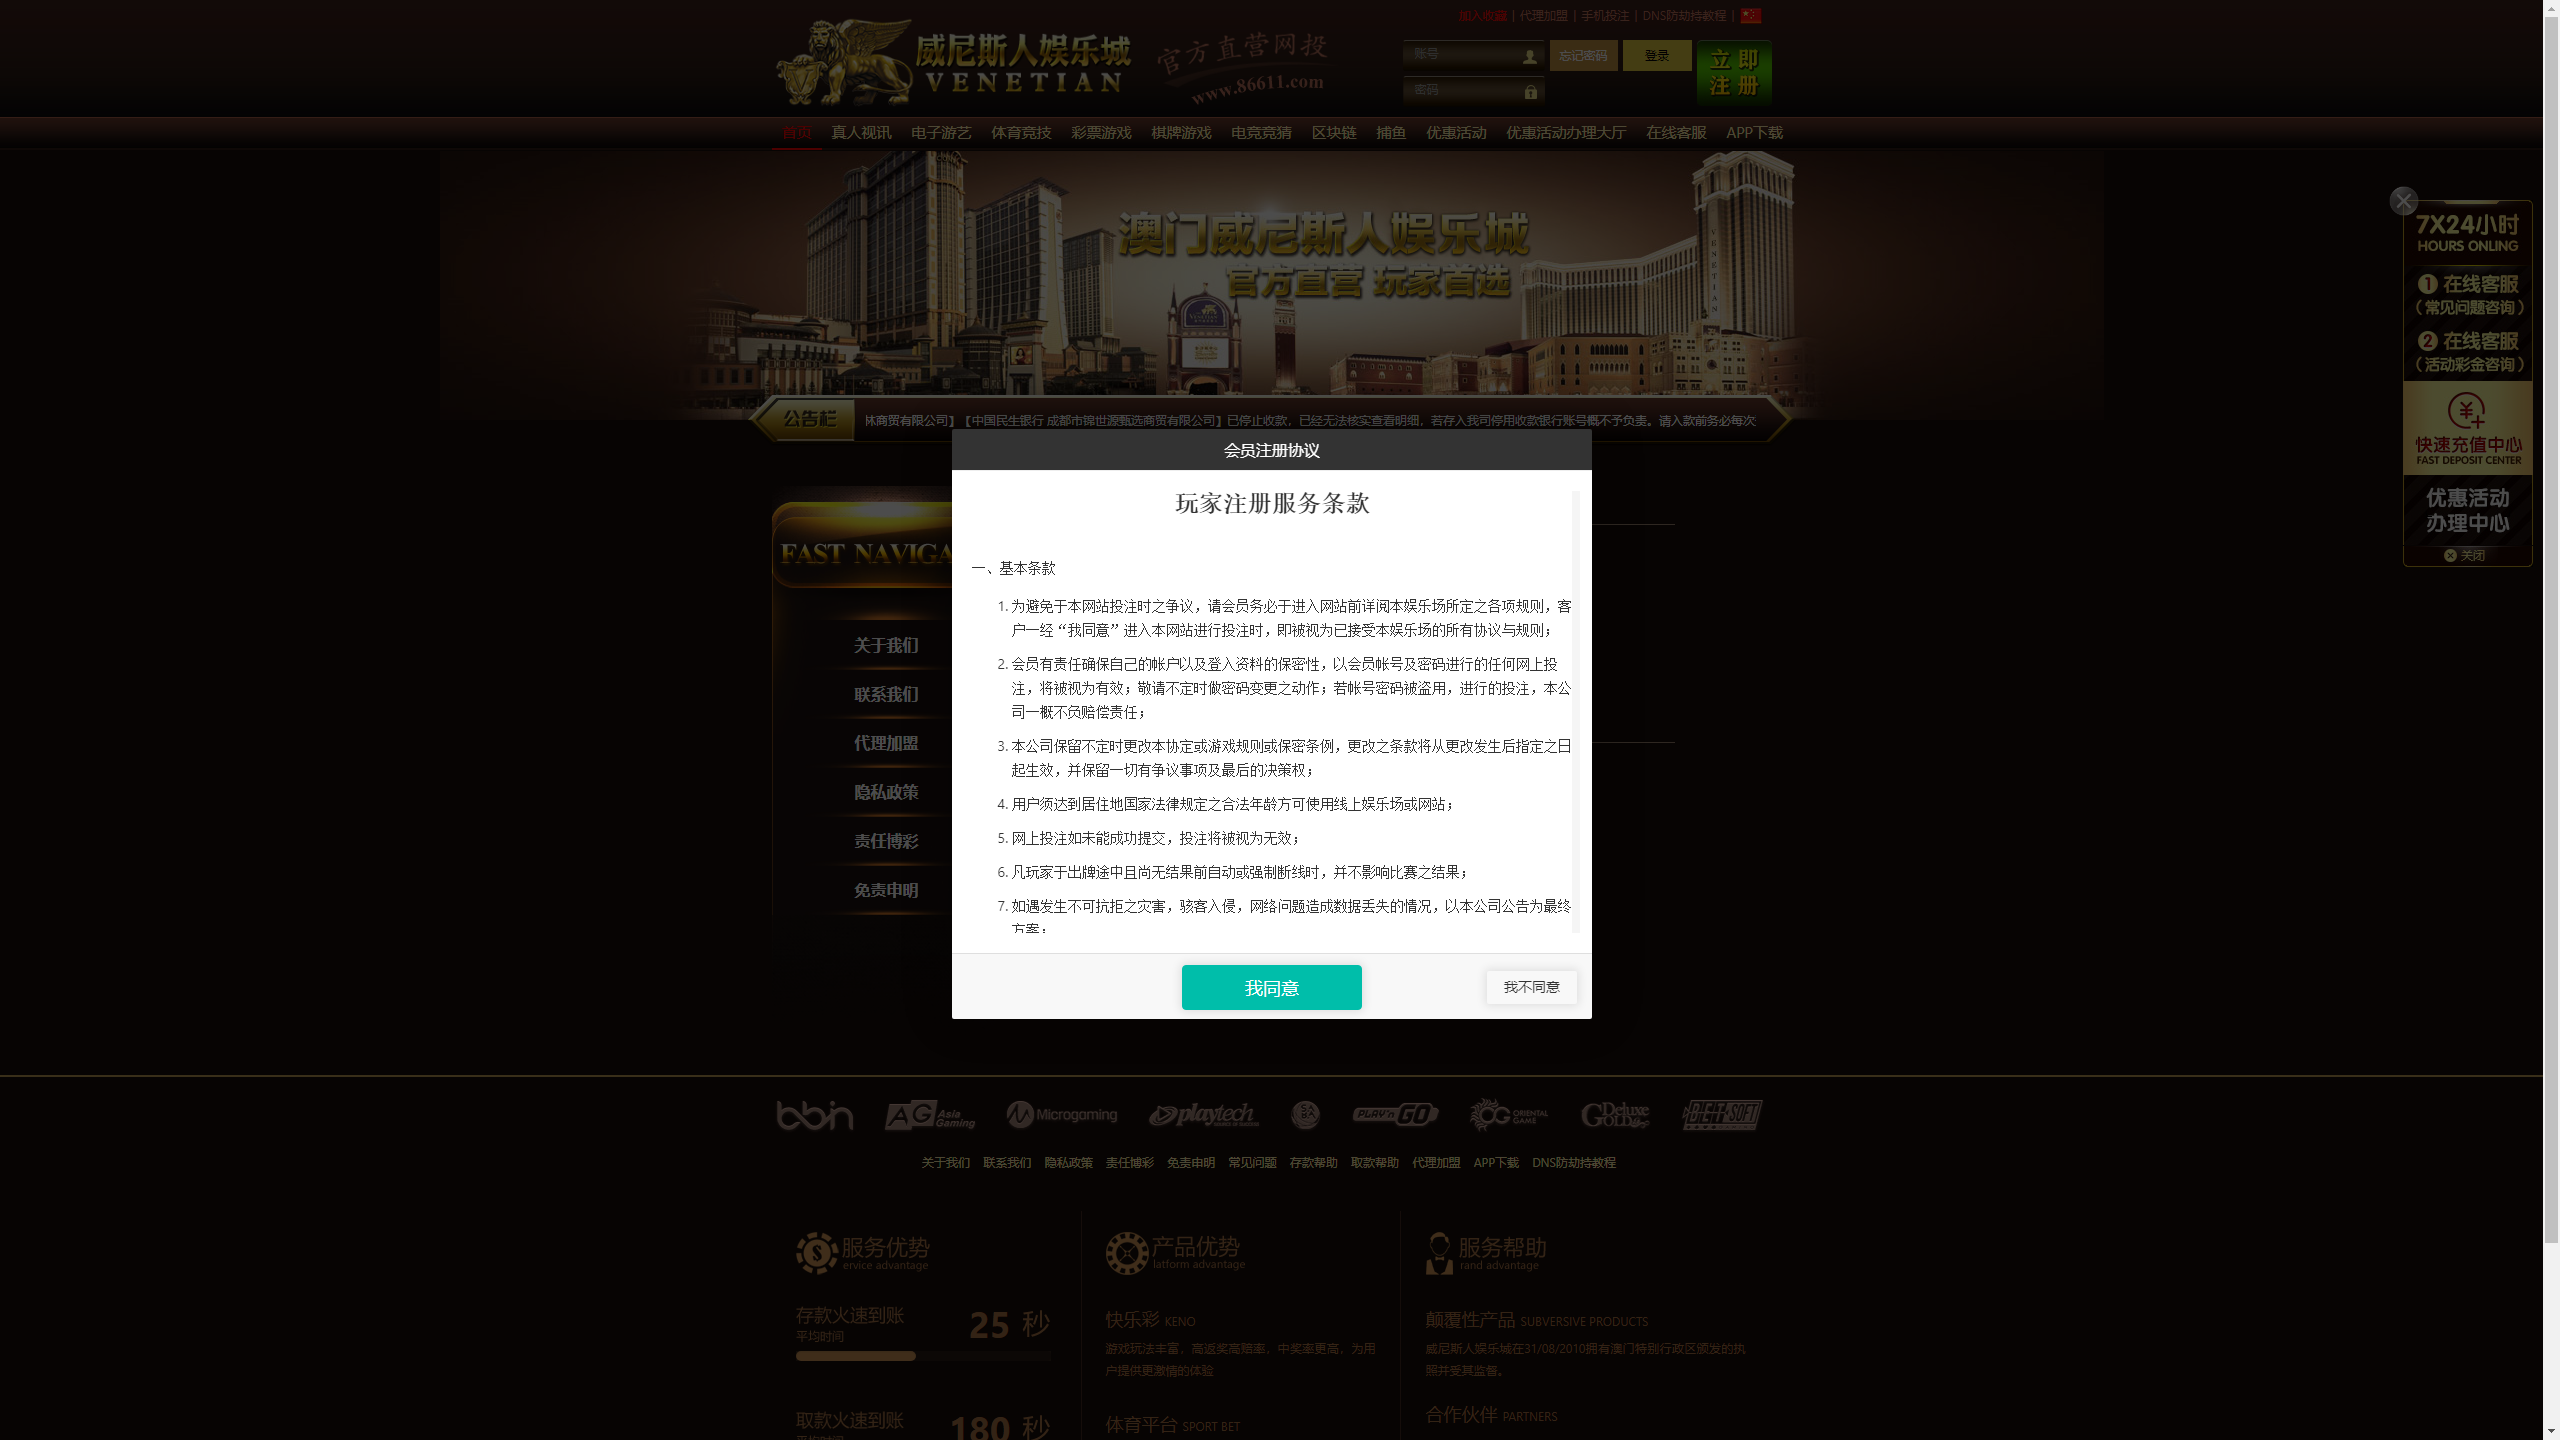 加入收藏 | 代理加盟 | 手机投注 | DNS防劫持教程 |
威尼斯人娱乐城
VENETIAN
官方直营网投
www.86611.com
账号
忘记密码
登录
立即
注册
密码
首页 真人视讯 电子游艺 体育竞技 彩票游戏 棋牌游戏 电竞竞猜 区块链 捕鱼 优惠活动 优惠活动办理大厅 在线客服 APP下载
澳门威尼斯人娱乐城
官方直营 玩家首选
VENETIAN
7X24小时
HOURS ONLING
1 在线客服
(常见问题咨询)
2 在线客服
(活动彩金咨询)
快速充值中心
FAST DEPOSIT CENTER
优惠活动
办理中心
关闭
公告栏
林商贸有限公司】【中国民生银行 成都市锦世源甄选商贸有限公司】已停止收款，已经无法核实查看明细，若存入我司停用收款银行账号概不予负责。请入款前务必每次
会员注册协议
玩家注册服务条款
一、基本条款
1. 为避免于本网站投注时之争议，请会员务必于进入网站前详阅本娱乐场所定之各项规则，客
户一经“我同意”进入本网站进行投注时，即被视为已接受本娱乐场的所有协议与规则；
2. 会员有责任确保自己的帐户以及登入资料的保密性，以会员帐号及密码进行的任何网上投
注，将被视为有效；敬请不定时做密码变更之动作；若帐号密码被盗用，进行的投注，本公
司一概不负赔偿责任；
3. 本公司保留不定时更改本协定或游戏规则或保密条例，更改之条款将从更改发生后指定之日
起生效，并保留一切有争议事项及最后的决策权；
4. 用户须达到居住地国家法律规定之合法年龄方可使用线上娱乐场或网站；
5. 网上投注如未能成功提交，投注将被视为无效；
6. 凡玩家于出牌途中且尚无结果前自动或强制断线时，并不影响比赛之结果；
7. 如遇发生不可抗拒之灾害，骇客入侵，网络问题造成数据丢失的情况，以本公司公告为最终
方案；
我同意
我不同意
FAST NAVIGA
关于我们
联系我们
代理加盟
隐私政策
责任博彩
免责申明
bbin AG Asia Gaming Microgaming playtech PLAY'n GO OG ORIENTAL GAME GDeluxe Gold BETSOFT
关于我们 联系我们 隐私政策 责任博彩 免责申明 常见问题 存款帮助 取款帮助 代理加盟 APP下载 DNS防劫持教程
服务优势
ervice advantage
产品优势
latform advantage
服务帮助
rand advantage
存款火速到账
平均时间
25 秒
快乐彩 KENO
游戏玩法丰富，高返奖高赔率，中奖率更高，为用
户提供更激情的体验
颠覆性产品 SUBVERSIVE PRODUCTS
威尼斯人娱乐城在31/08/2010拥有澳门特别行政区颁发的执
照并受其监督。
取款火速到账
平均时间
180 秒
体育平台 SPORT BET
合作伙伴 PARTNERS